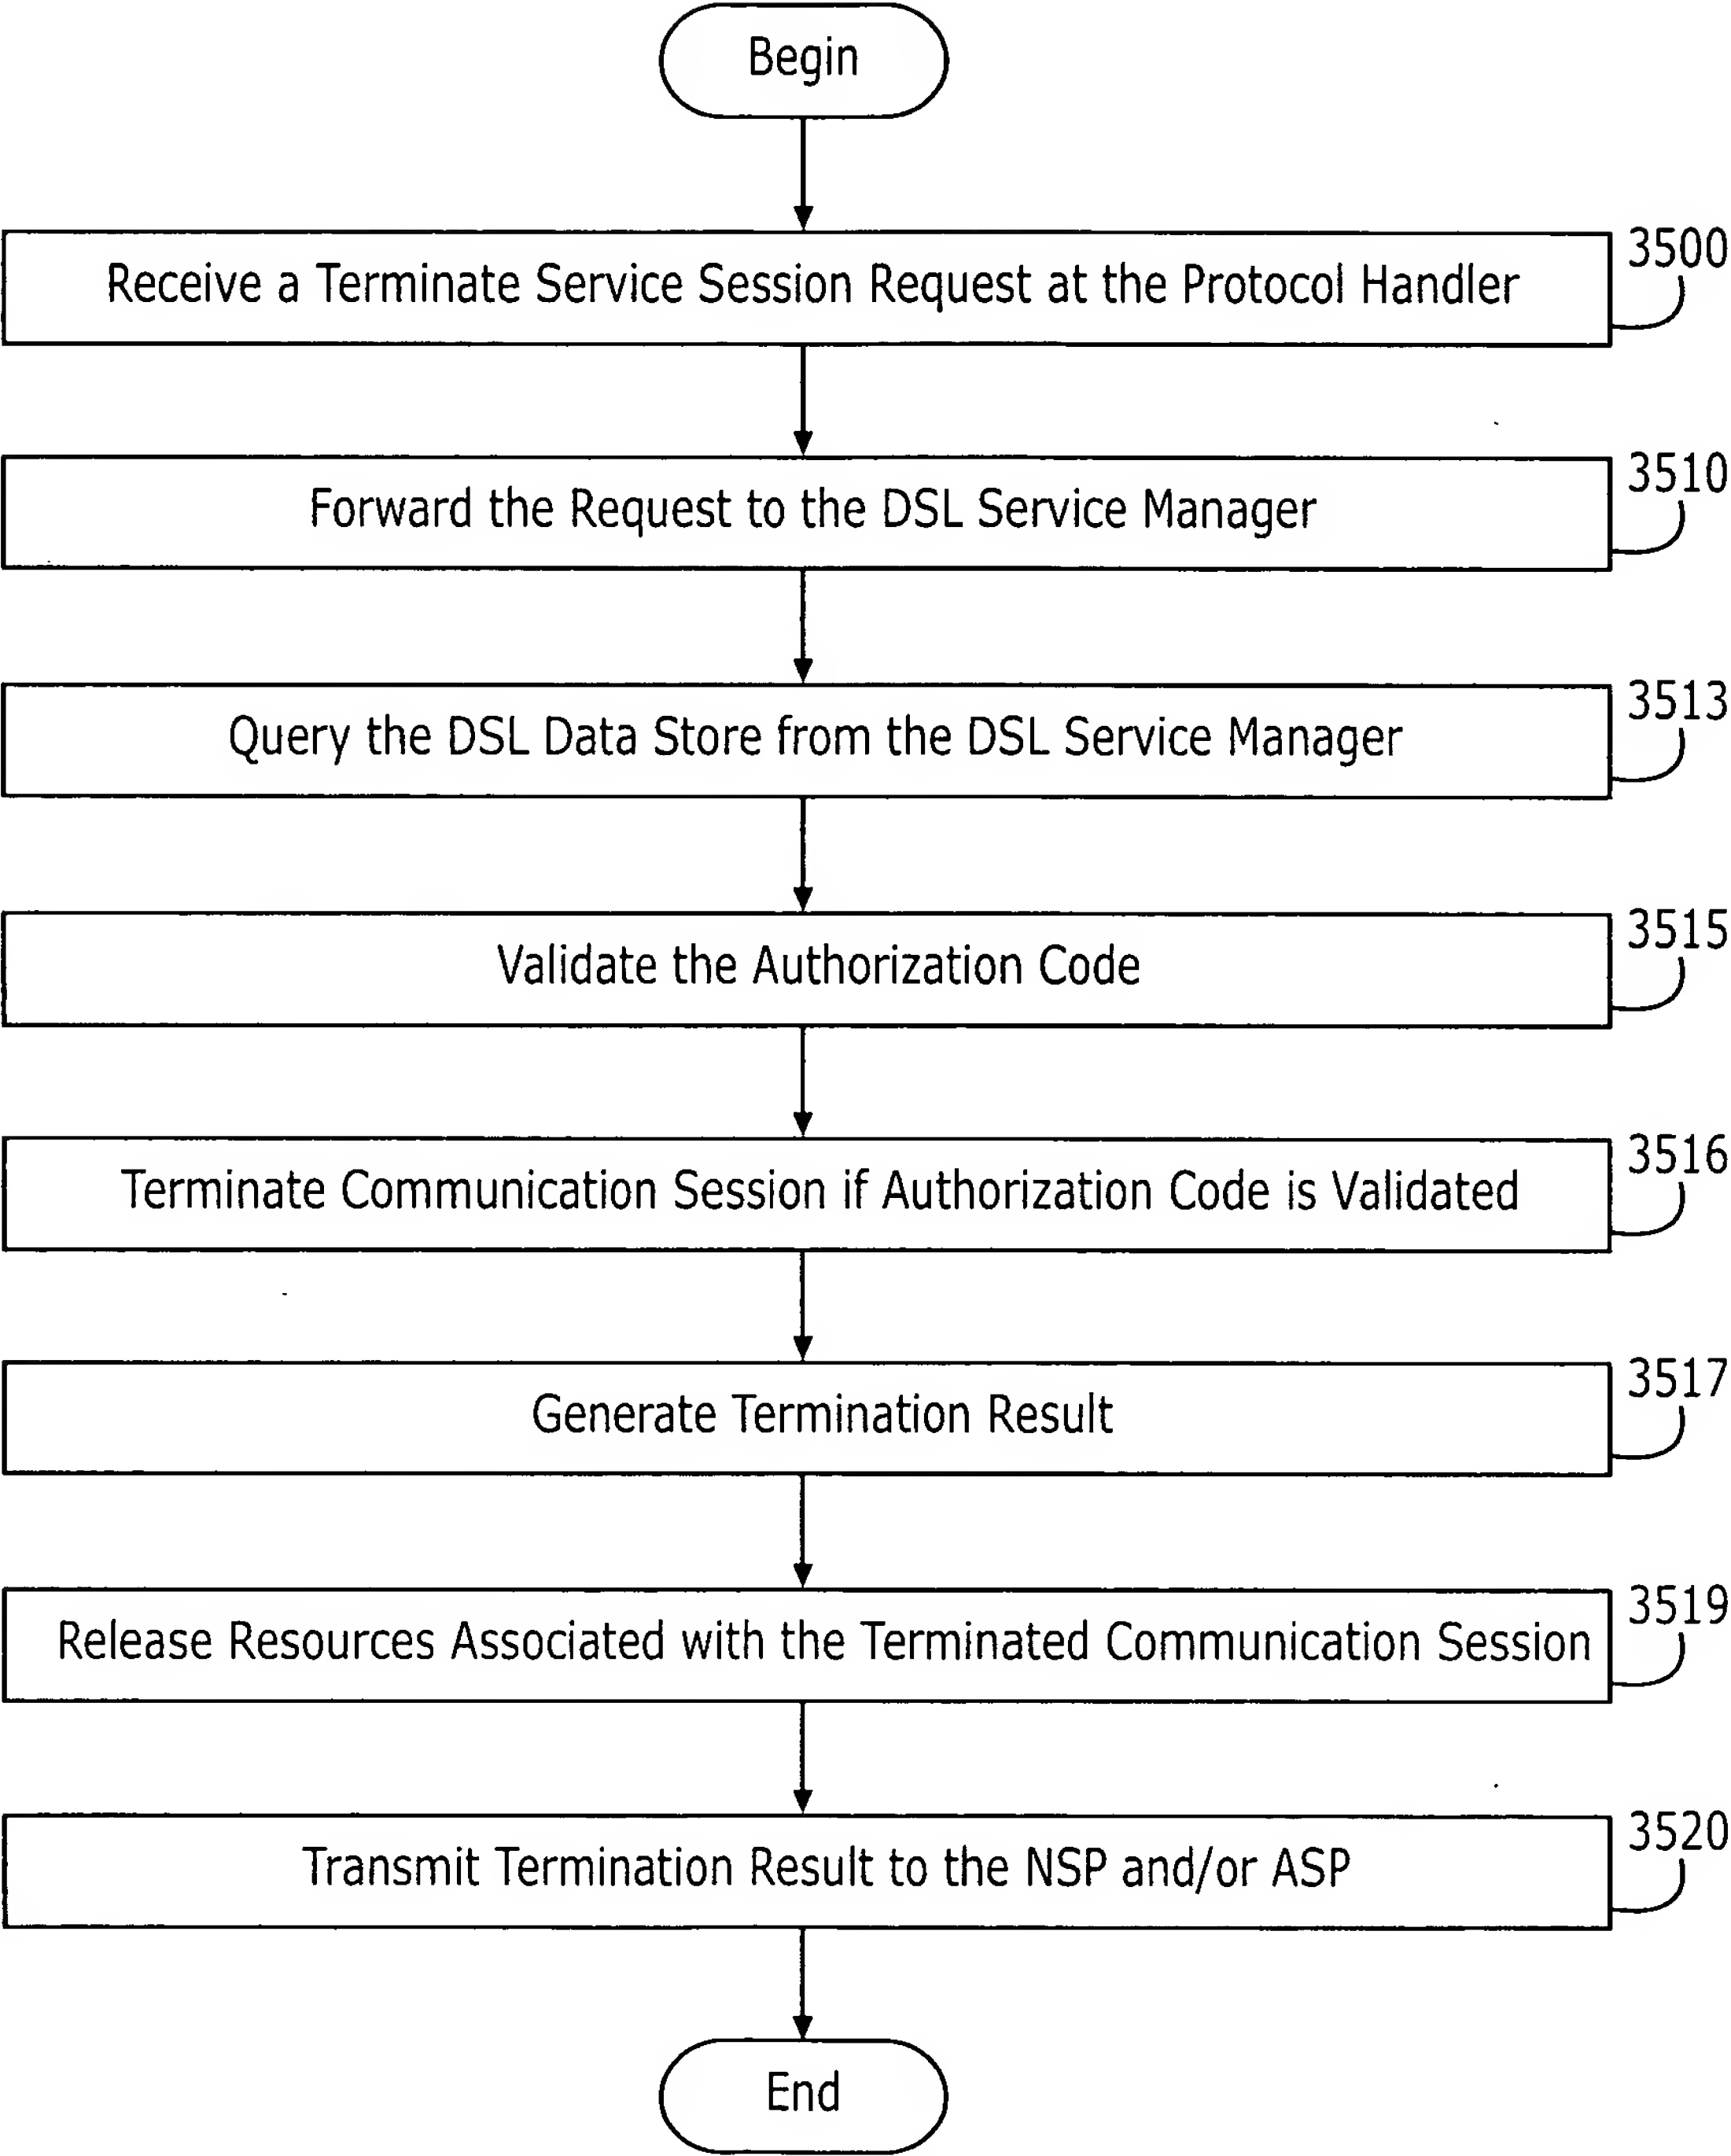 Begin
Receive a Terminate Service Session Request at the Protocol Handler
3500
Forward the Request to the DSL Service Manager
3510
Query the DSL Data Store from the DSL Service Manager
3513
Validate the Authorization Code
3515
Terminate Communication Session if Authorization Code is Validated
3516
Generate Termination Result
3517
Release Resources Associated with the Terminated Communication Session
3519
Transmit Termination Result to the NSP and/or ASP
3520
End